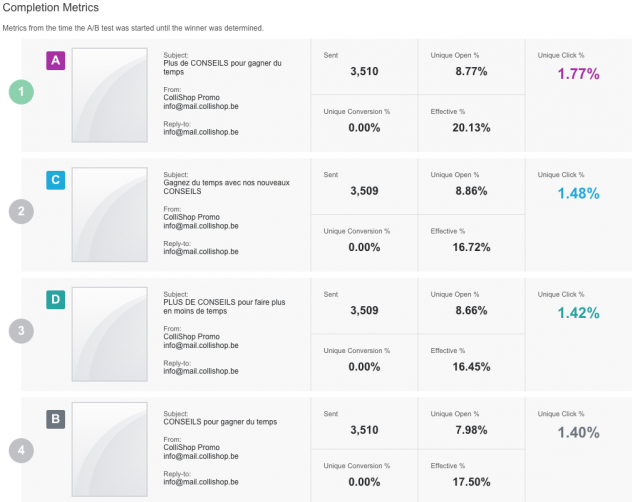 Completion Metrics
Metrics from the time the A/B test was started until the winner was determined.
1
A
Subject:
Plus de CONSEILS pour gagner du
temps
From:
ColliShop Promo
info@mail.collishop.be
Reply-to:
info@mail.collishop.be
Sent
3,510
Unique Open %
8.77%
Unique Click %
1.77%
Unique Conversion %
0.00%
Effective %
20.13%
2
C
Subject:
Gagnez du temps avec nos nouveaux
CONSEILS
From:
ColliShop Promo
info@mail.collishop.be
Reply-to:
info@mail.collishop.be
Sent
3,509
Unique Open %
8.86%
Unique Click %
1.48%
Unique Conversion %
0.00%
Effective %
16.72%
3
D
Subject:
PLUS DE CONSEILS pour faire plus
en moins de temps
From:
ColliShop Promo
info@mail.collishop.be
Reply-to:
info@mail.collishop.be
Sent
3,509
Unique Open %
8.66%
Unique Click %
1.42%
Unique Conversion %
0.00%
Effective %
16.45%
4
B
Subject:
CONSEILS pour gagner du temps
From:
ColliShop Promo
info@mail.collishop.be
Reply-to:
info@mail.collishop.be
Sent
3,510
Unique Open %
7.98%
Unique Click %
1.40%
Unique Conversion %
0.00%
Effective %
17.50%